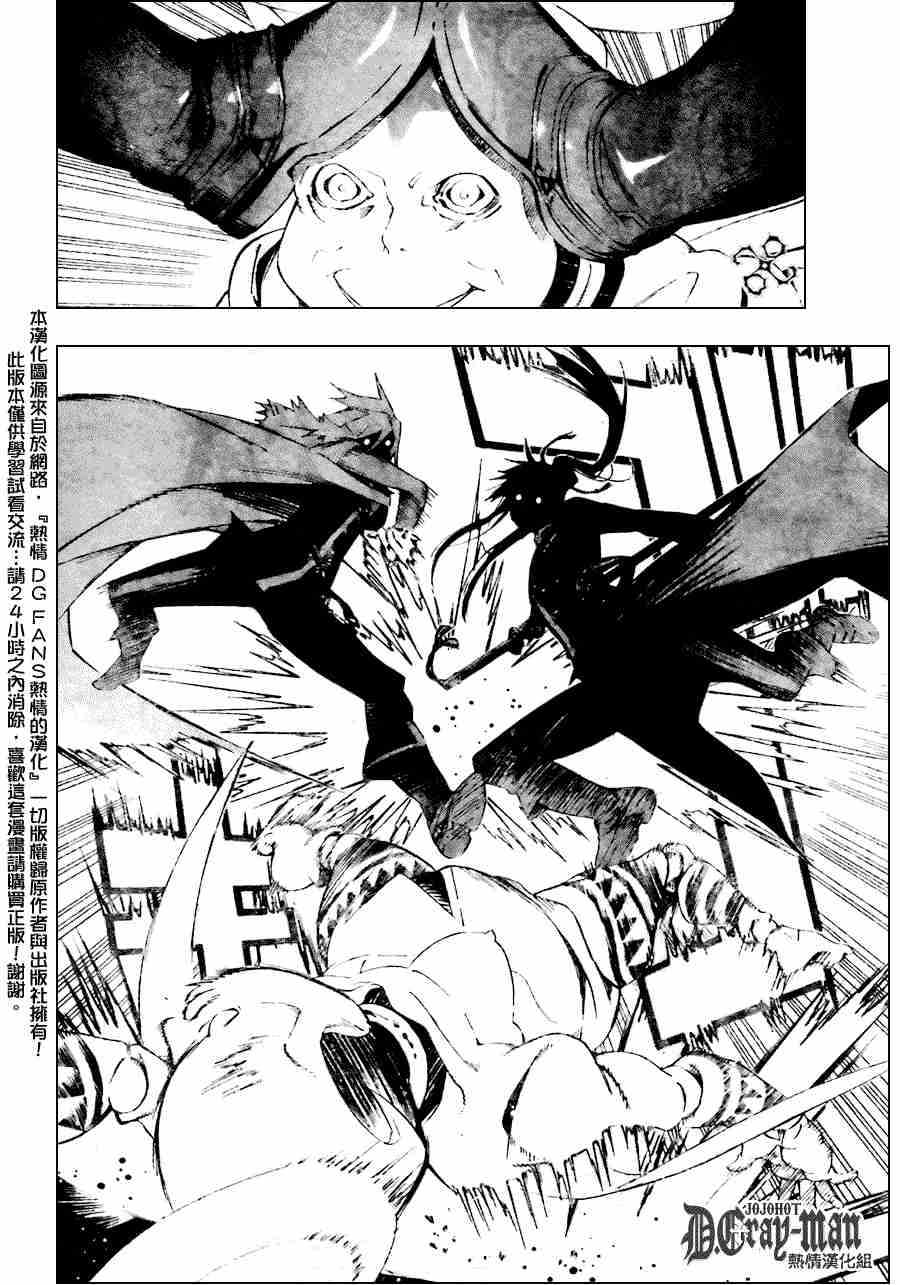 本漢化圖源來自於網路，『熱情DG FANS熱情的漢化』一切版權歸原作者與出版社擁有！
此版本僅供學習試看交流…請24小時之內消除，喜歡這套漫畫請購買正版！謝謝。
JOJOHOT
D.Gray-man
熱情漢化組